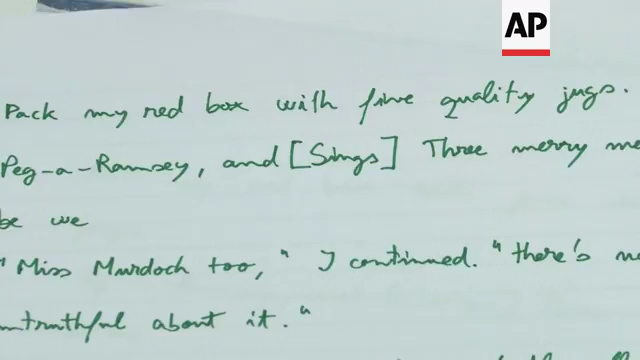 AP
Pack my red box with five quality jugs.
Peg-a-Ramsey, and [Sings] Three merry me
be we
"Miss Murdoch too," I continued. "there's
untruthful about it."